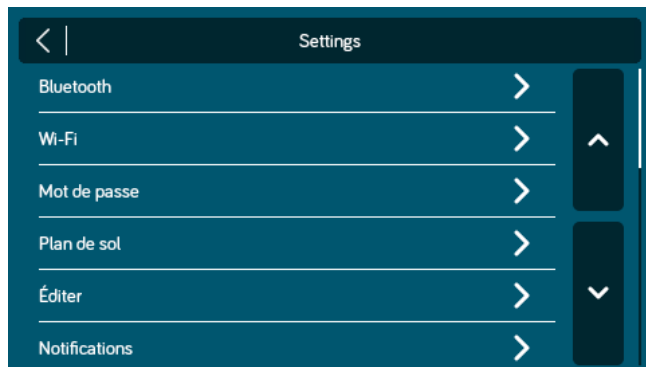 Settings
Bluetooth
Wi-Fi
Mot de passe
Plan de sol
Éditer
Notifications